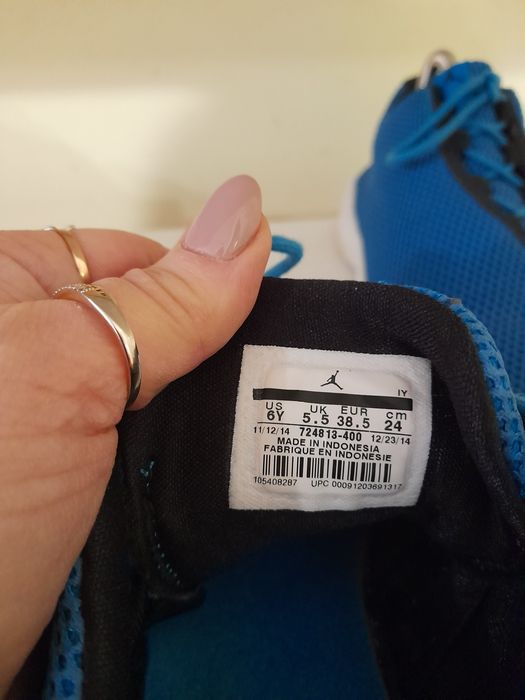 IY
US UK EUR cm
6Y 5.5 38.5 24
11/12/14 724813-400 12/23/14
MADE IN INDONESIA
FABRIQUE EN INDONESIE
105408287 UPC 00091203691317